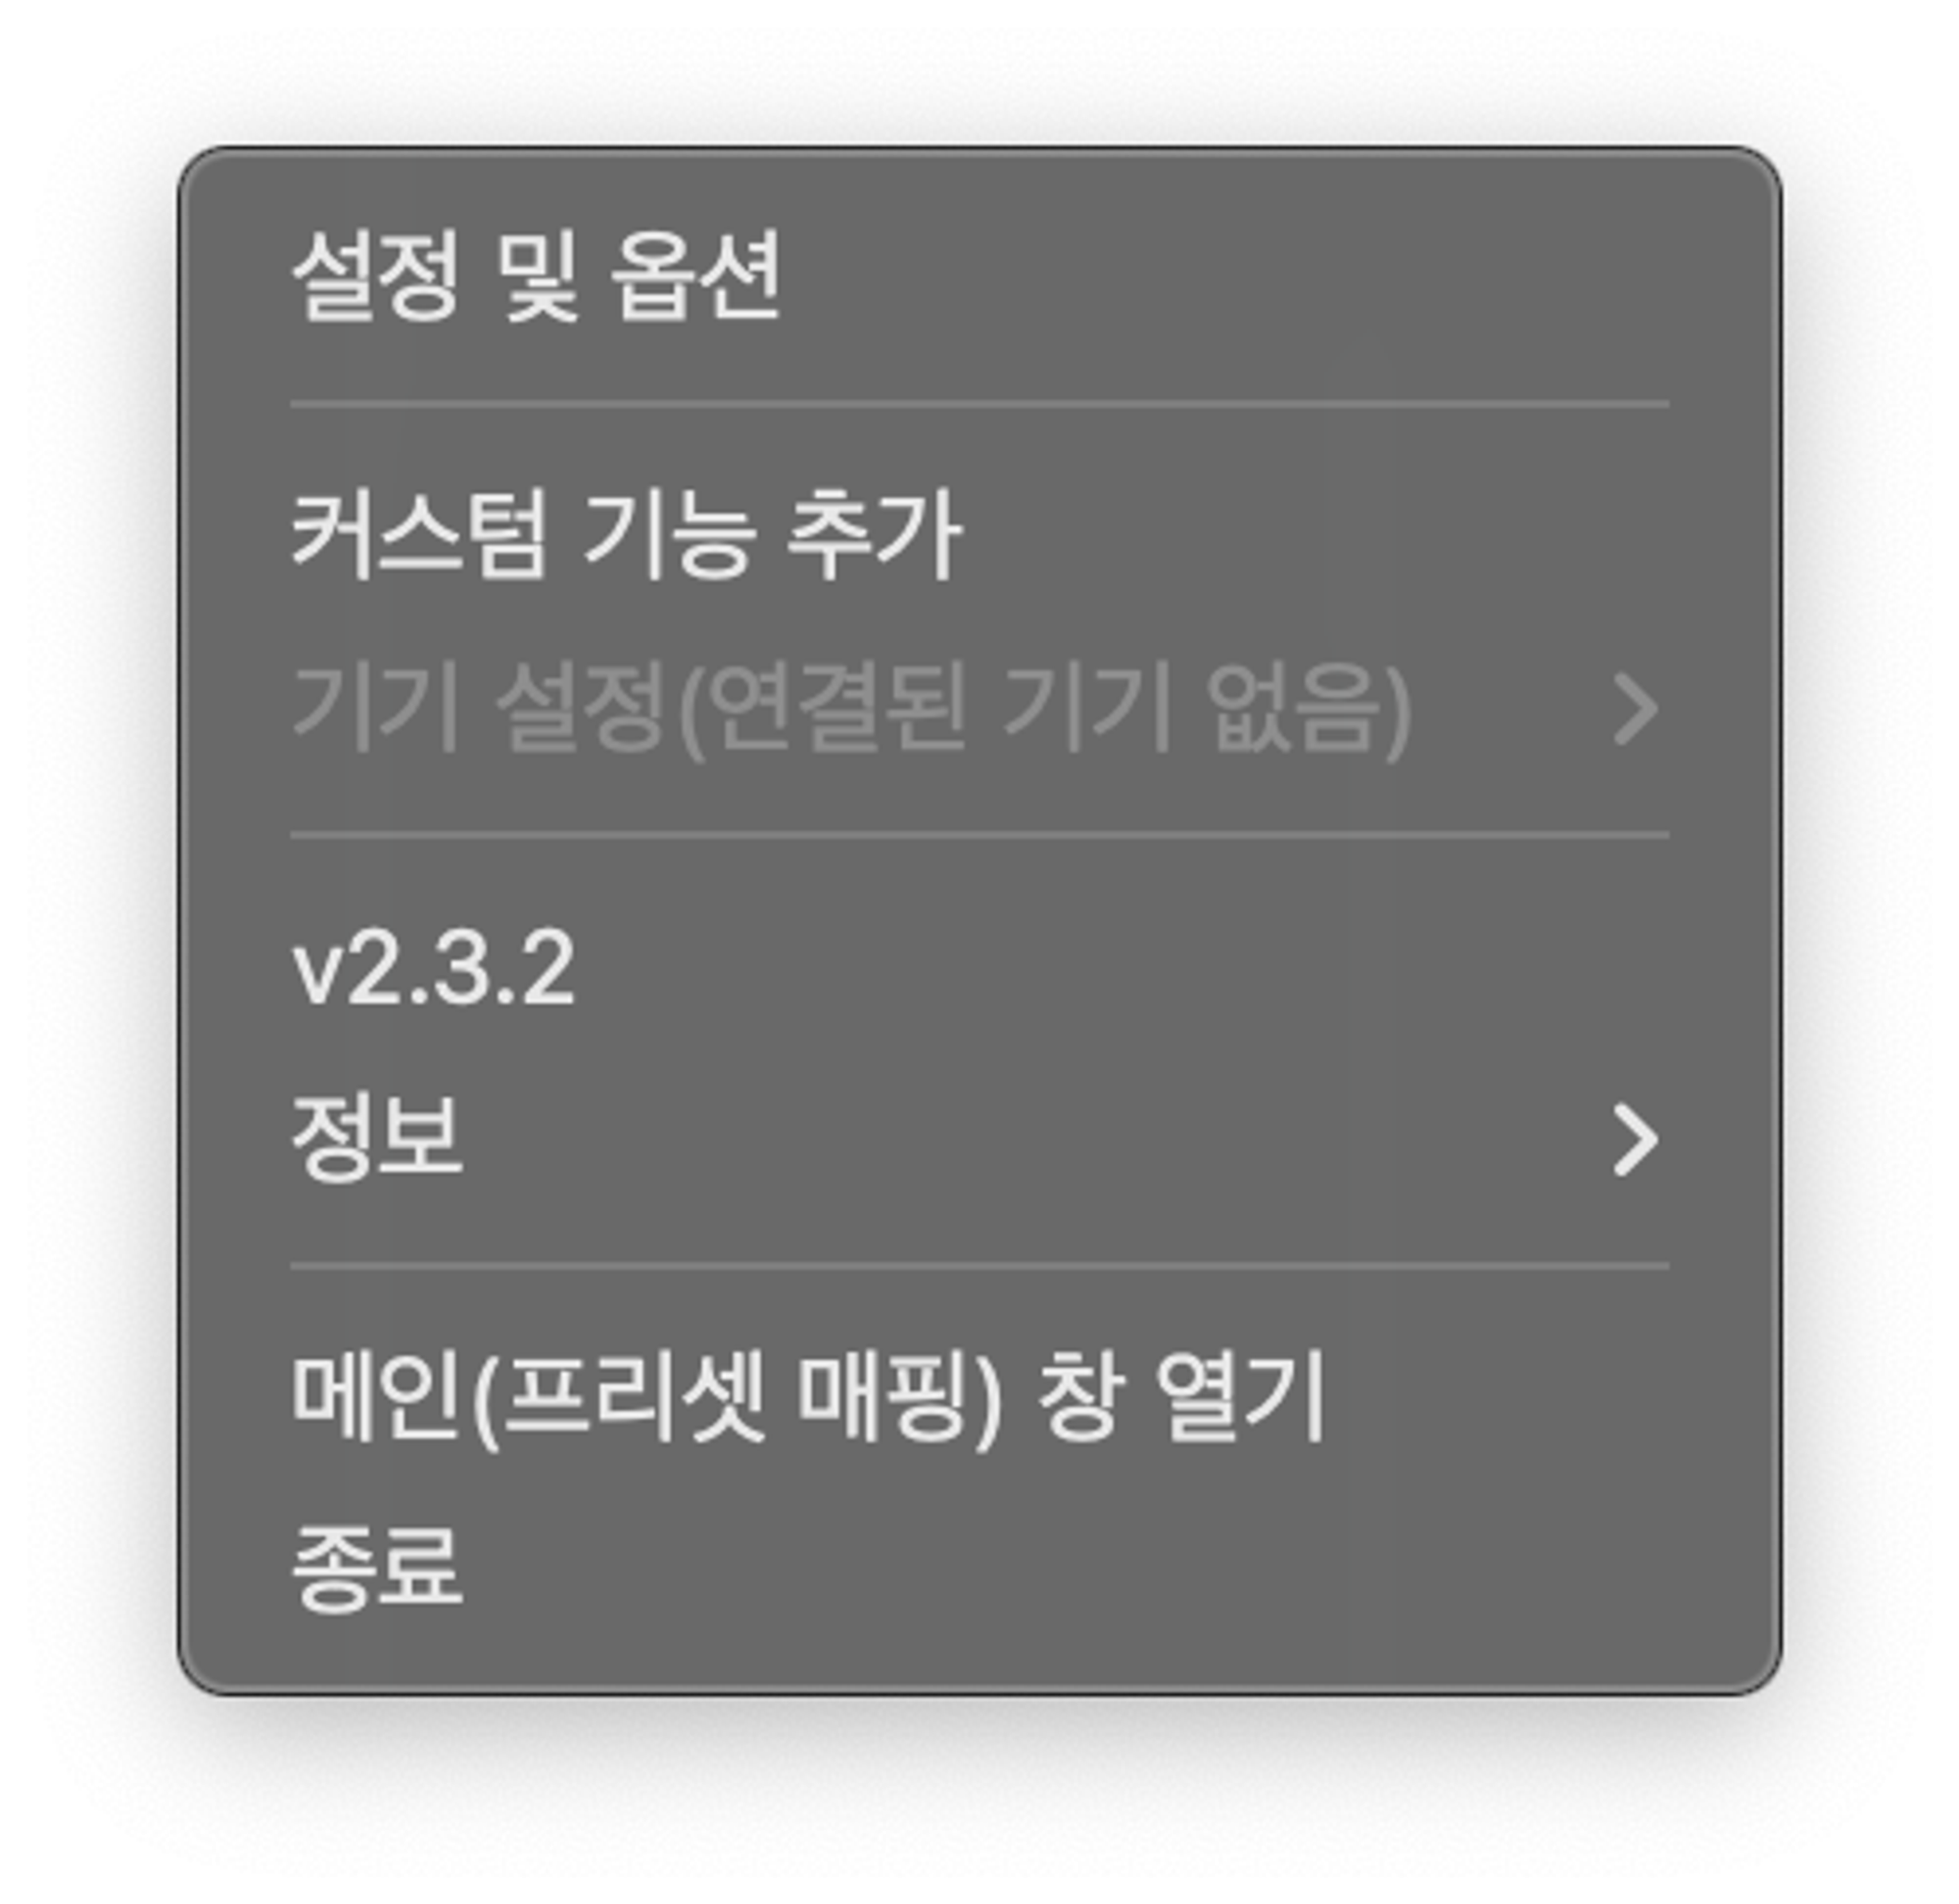 설정 및 옵션
커스텀 기능 추가
기기 설정(연결된 기기 없음)
v2.3.2
정보
메인(프리셋 매핑) 창 열기
종료